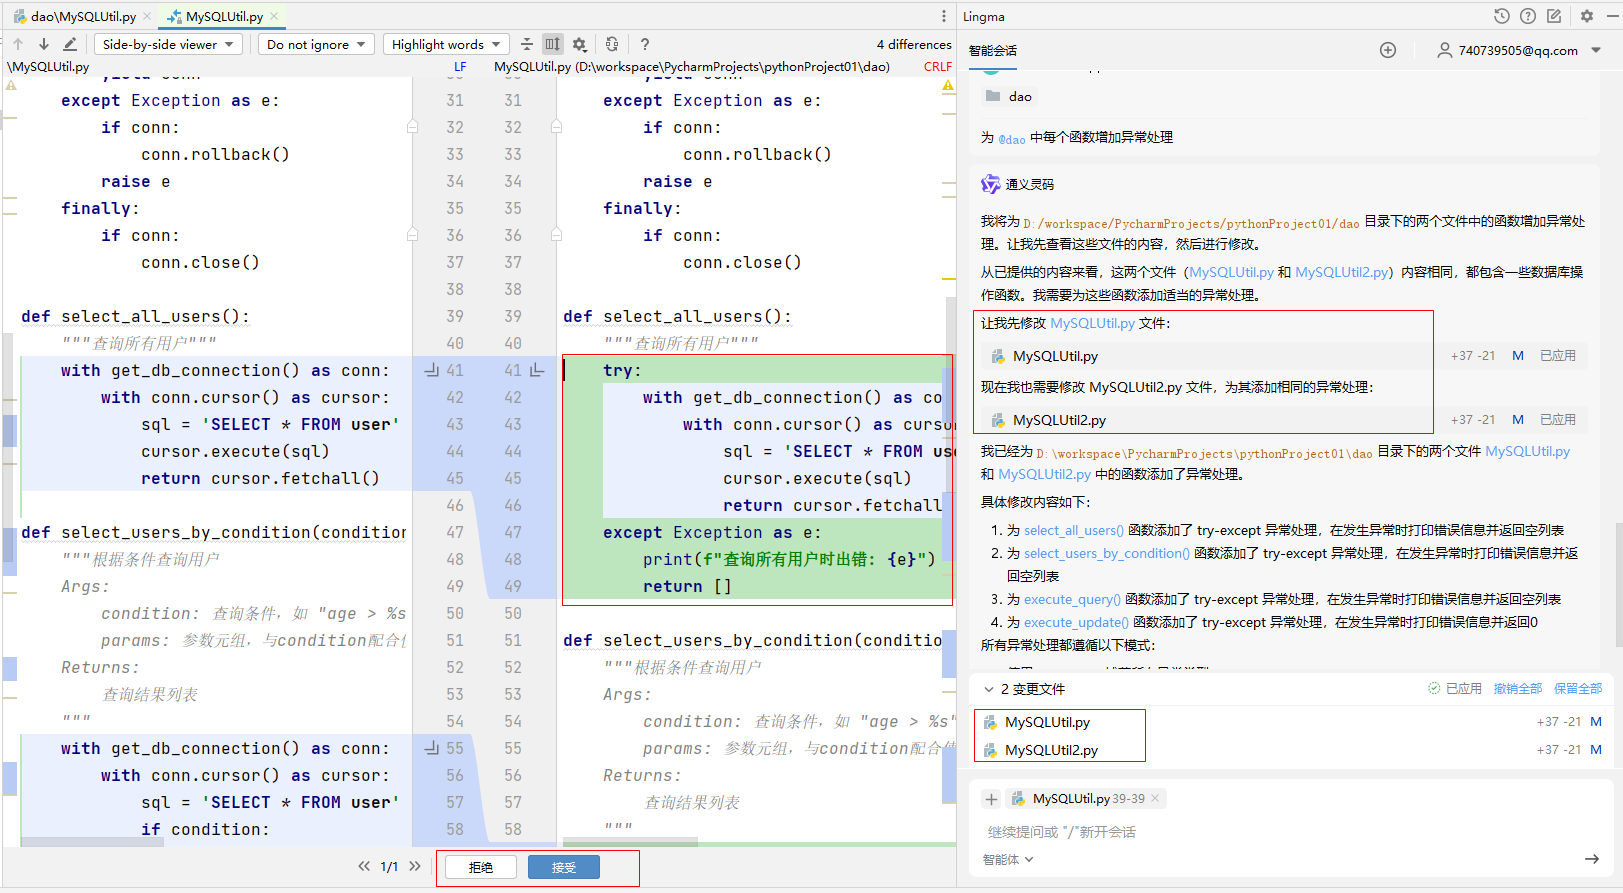 dao\MySQLUtil.py
MySQLUtil.py
Side-by-side viewer
Do not ignore
Highlight words
?
4 differences
\MySQLUtil.py
LF
MySQLUtil.py (D:\workspace\PycharmProjects\pythonProject01\dao)
CRLF
except Exception as e:
if conn:
conn.rollback()
raise e
finally:
if conn:
conn.close()
def select_all_users():
"""查询所有用户"""
with get_db_connection() as conn:
with conn.cursor() as cursor:
sql = 'SELECT * FROM user'
cursor.execute(sql)
return cursor.fetchall()
def select_users_by_condition(condition
"""根据条件查询用户
Args:
condition: 查询条件，如 "age > %s
params: 参数元组，与condition配合使
Returns:
查询结果列表
"""
with get_db_connection() as conn:
with conn.cursor() as cursor:
sql = 'SELECT * FROM user'
if condition:
31 31
32 32
33 33
34 34
35 35
36 36
37 37
38 38
39 39
40 40
41 41
42 42
43 43
44 44
45 45
46 46
47 47
48 48
49 49
50 50
51 51
52 52
53 53
54 54
55 55
56 56
57 57
58 58
except Exception as e:
if conn:
conn.rollback()
raise e
finally:
if conn:
conn.close()
def select_all_users():
"""查询所有用户"""
try:
with get_db_connection() as co
with conn.cursor() as curso
sql = 'SELECT * FROM use
cursor.execute(sql)
return cursor.fetchall
except Exception as e:
print(f"查询所有用户时出错: {e}")
return []
def select_users_by_condition(conditio
"""根据条件查询用户
Args:
condition: 查询条件，如 "age > %s"
params: 参数元组，与condition配合使
Returns:
查询结果列表
"""
1/1
拒绝
接受
Lingma
智能会话
740739505@qq.com
dao
为 @dao 中每个函数增加异常处理
通义灵码
我将为 D:/workspace/PycharmProjects/pythonProject01/dao 目录下的两个文件中的函数增加异常处
理。让我先查看这些文件的内容，然后进行修改。
从已提供的内容来看，这两个文件（MySQLUtil.py 和 MySQLUtil2.py）内容相同，都包含一些数据库操
作函数。我需要为这些函数添加适当的异常处理。
让我先修改 MySQLUtil.py 文件：
MySQLUtil.py +37 -21 M 已应用
现在我也需要修改 MySQLUtil2.py 文件，为其添加相同的异常处理：
MySQLUtil2.py +37 -21 M 已应用
我已经为 D:\workspace\PycharmProjects\pythonProject01\dao 目录下的两个文件 MySQLUtil.py
和 MySQLUtil2.py 中的函数添加了异常处理。
具体修改内容如下：
1. 为 select_all_users() 函数添加了 try-except 异常处理，在发生异常时打印错误信息并返回空列表
2. 为 select_users_by_condition() 函数添加了 try-except 异常处理，在发生异常时打印错误信息并返
回空列表
3. 为 execute_query() 函数添加了 try-except 异常处理，在发生异常时打印错误信息并返回空列表
4. 为 execute_update() 函数添加了 try-except 异常处理，在发生异常时打印错误信息并返回0
所有异常处理都遵循以下模式：
2 变更文件 已应用 撤销全部 保留全部
MySQLUtil.py +37 -21 M
MySQLUtil2.py +37 -21 M
MySQLUtil.py 39-39
继续提问或 "/"新开会话
智能体